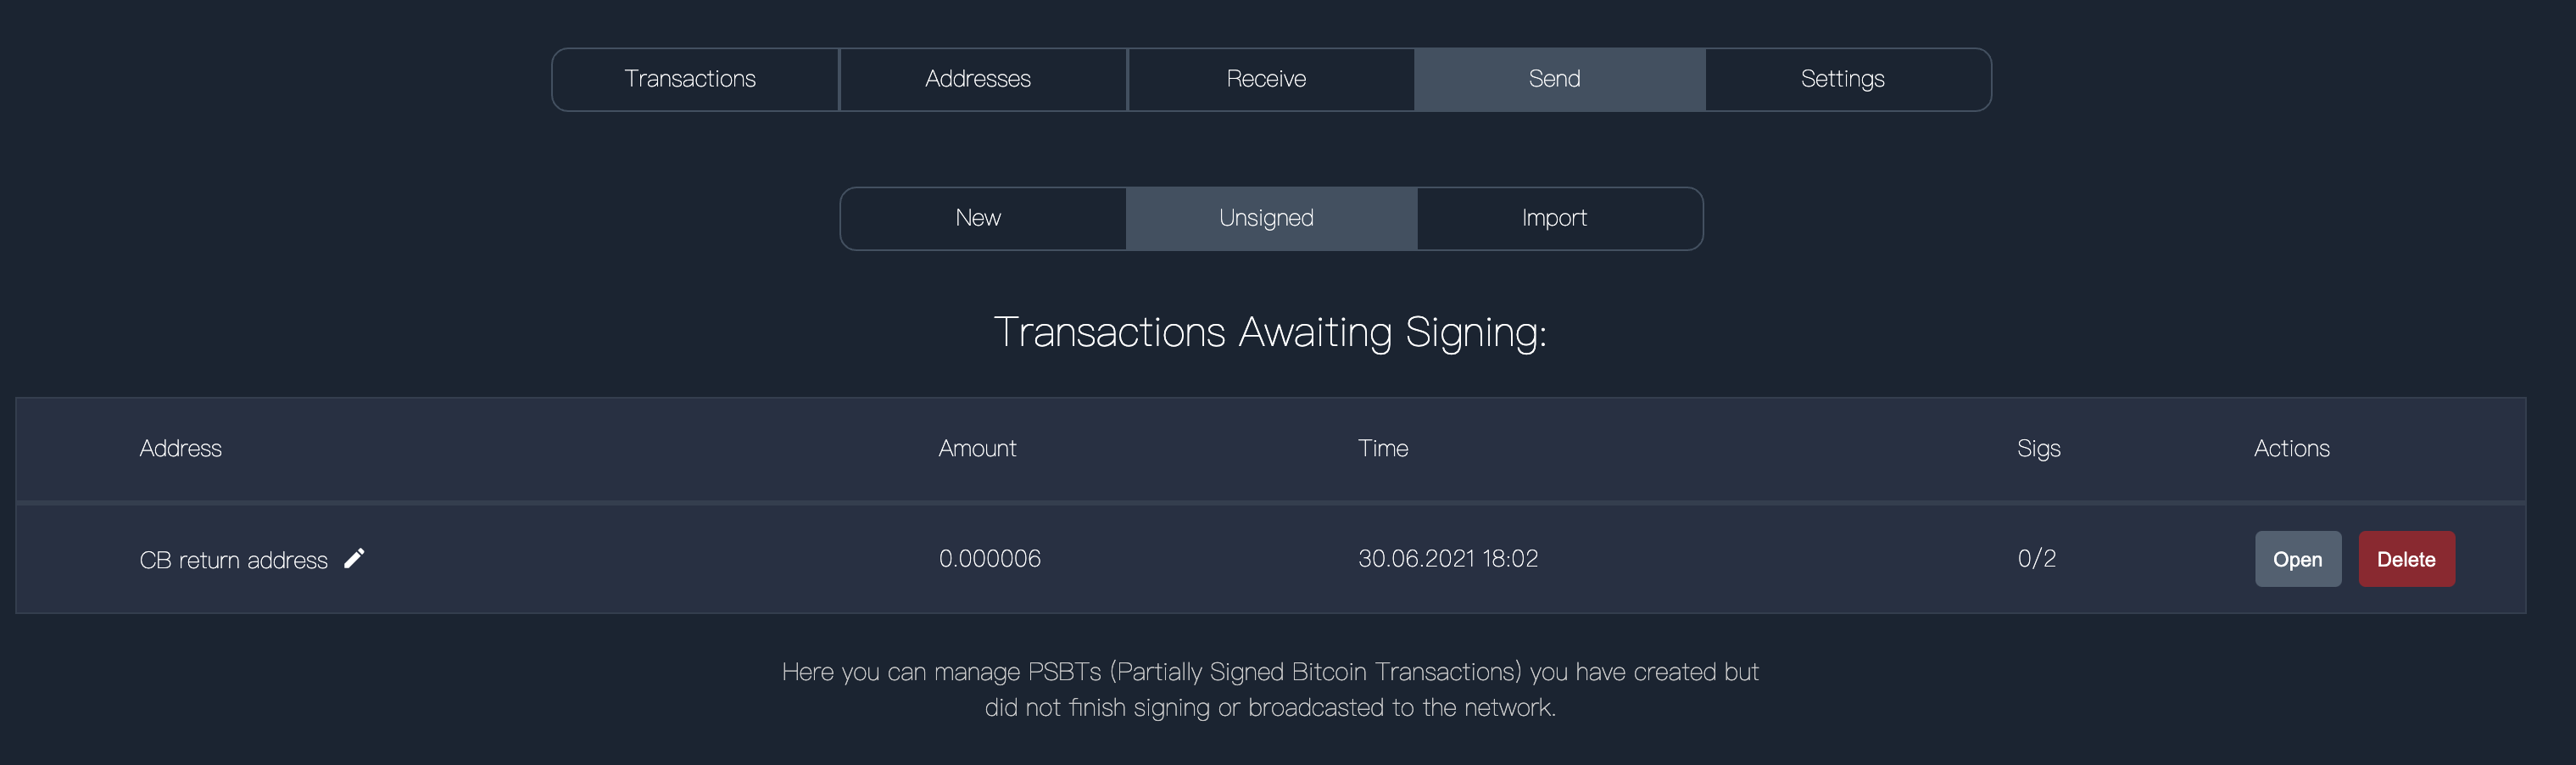 Transactions Addresses Receive Send Settings
New Unsigned Import
Transactions Awaiting Signing:
Address Amount Time Sigs Actions
CB return address 0.000006 30.06.2021 18:02 0/2 Open Delete
Here you can manage PSBTs (Partially Signed Bitcoin Transactions) you have created but
did not finish signing or broadcasted to the network.